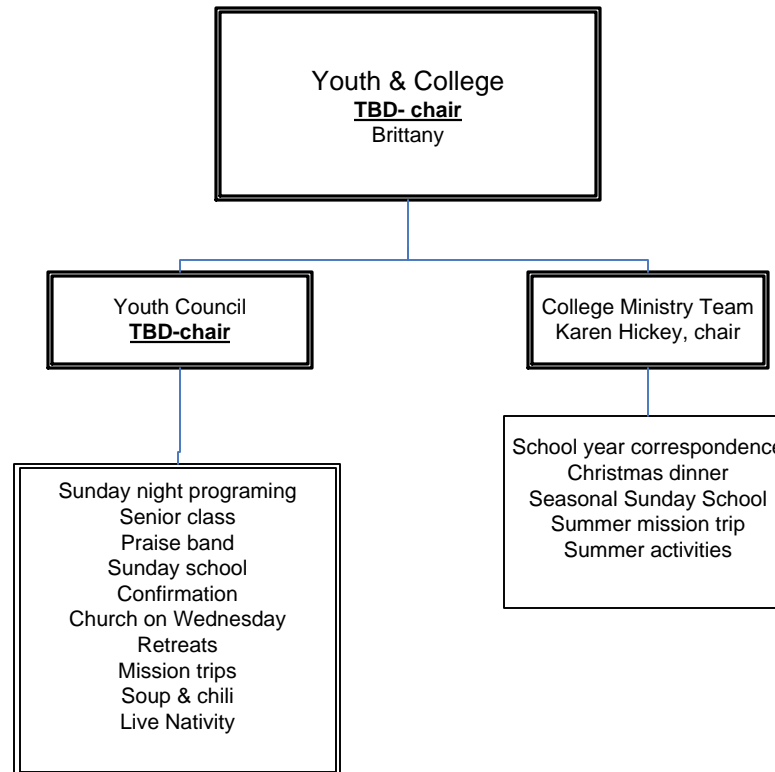 Youth & College
TBD- chair
Brittany
Youth Council
TBD-chair
College Ministry Team
Karen Hickey, chair
Sunday night programing
Senior class
Praise band
Sunday school
Confirmation
Church on Wednesday
Retreats
Mission trips
Soup & chili
Live Nativity
School year correspondence
Christmas dinner
Seasonal Sunday School
Summer mission trip
Summer activities